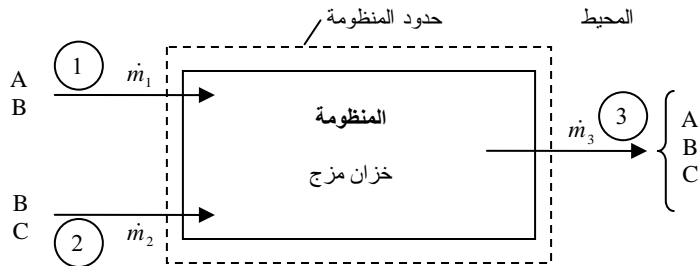 حدود المنظومة
المحيط
1
ṁ1
A
B
المنظومة
خزان مزج
ṁ3
3
A
B
C
B
C
2
ṁ2